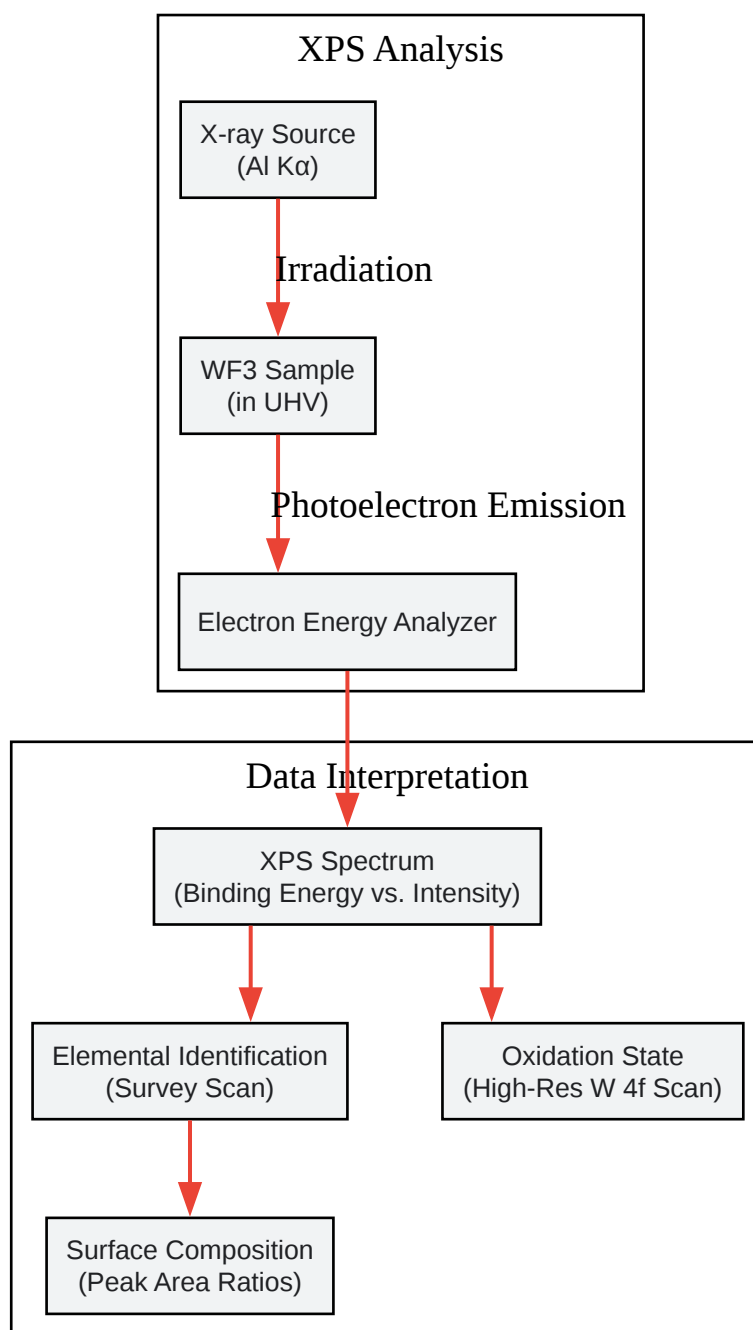 XPS Analysis
X-ray Source
(Al Kα)
Irradiation
WF3 Sample
(in UHV)
Photoelectron Emission
Electron Energy Analyzer
Data Interpretation
XPS Spectrum
(Binding Energy vs. Intensity)
Elemental Identification
(Survey Scan)
Oxidation State
(High-Res W 4f Scan)
Surface Composition
(Peak Area Ratios)